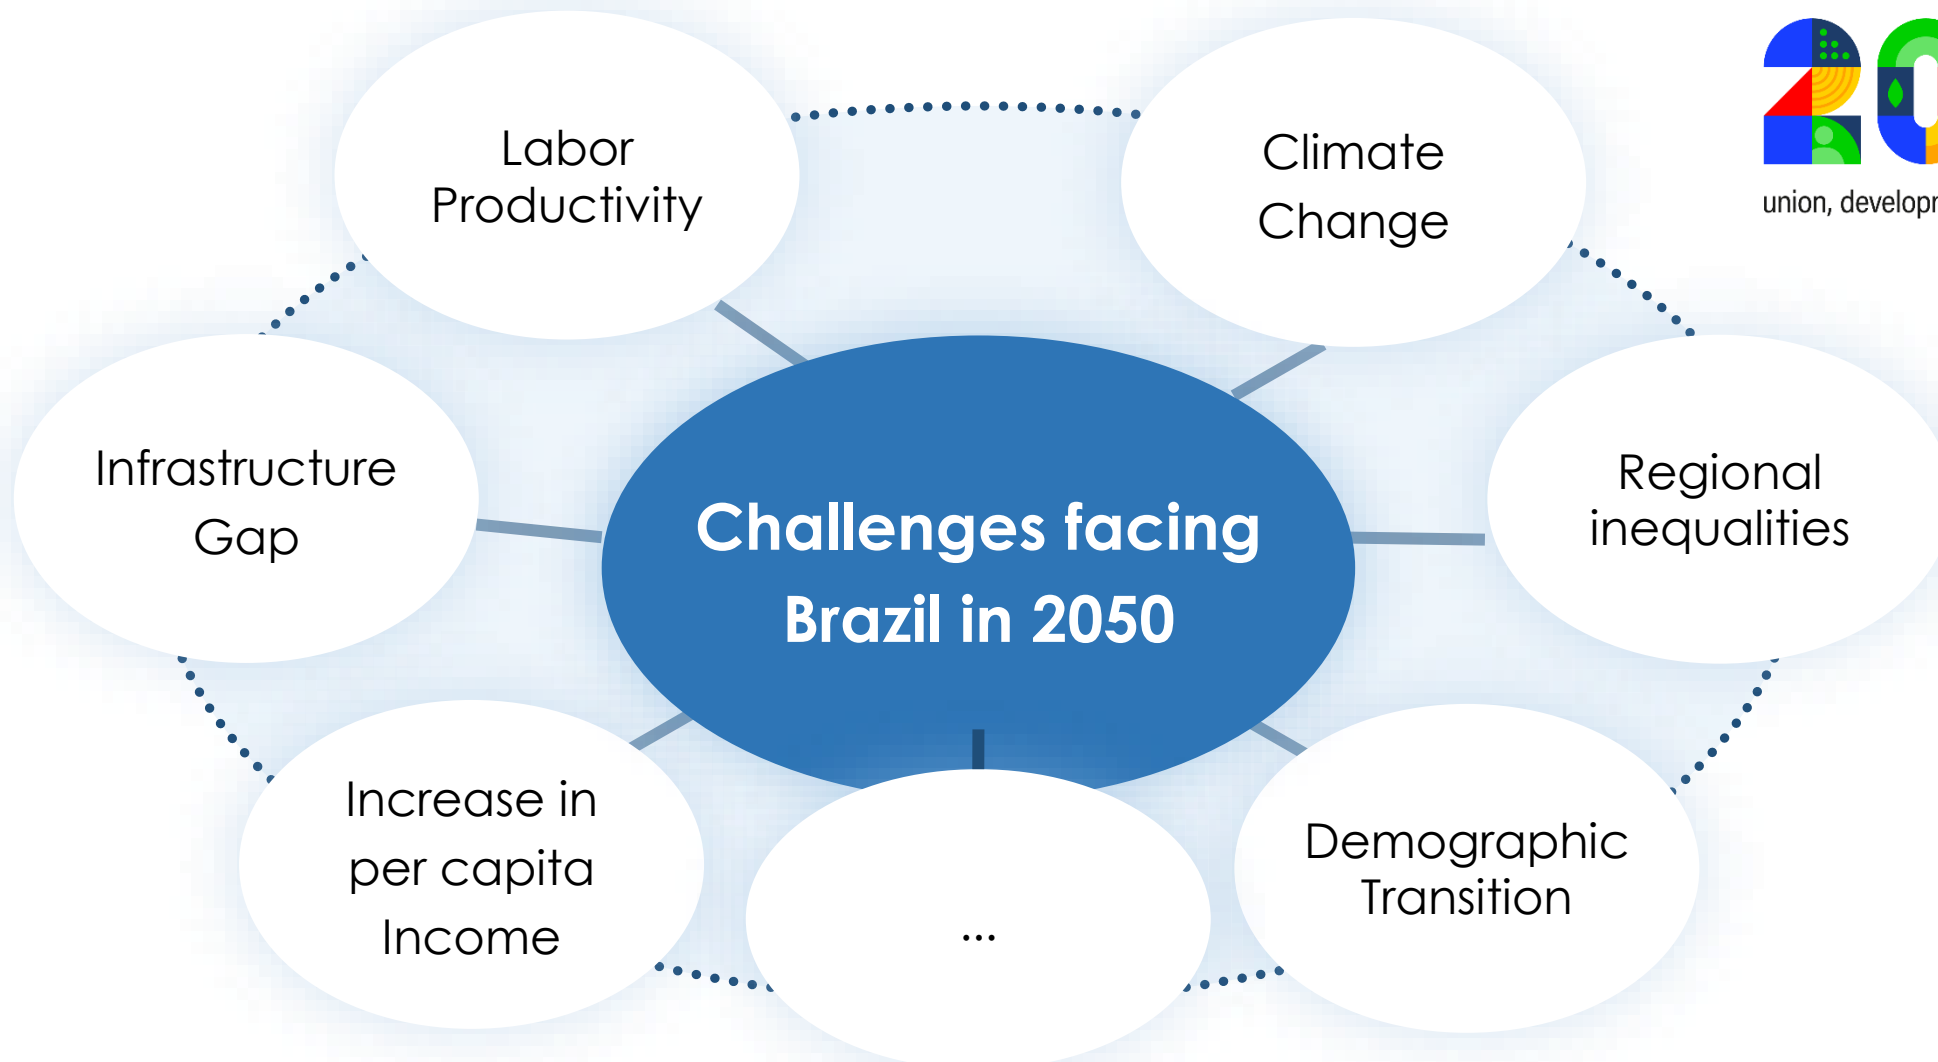 20
union,
Labor
Productivity
Climate
Change
Infrastructure
Gap
Challenges facing
Brazil in 2050
Regional
inequalities
Increase in
per capita
Income
...
Demographic
Transition